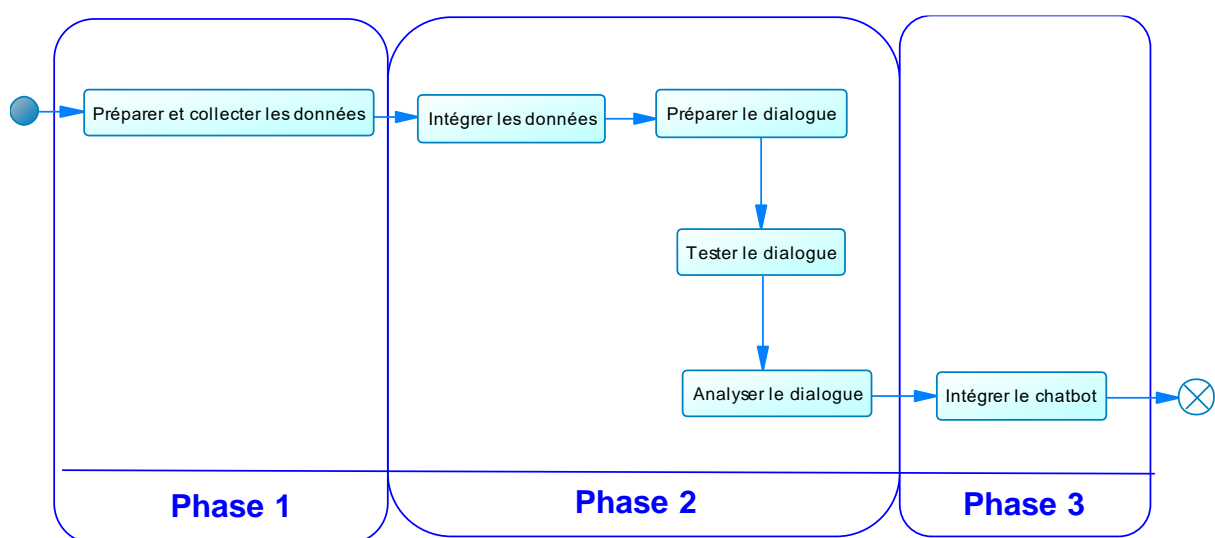 Préparer et collecter les données
Intégrer les données
Préparer le dialogue
Tester le dialogue
Analyser le dialogue
Intégrer le chatbot
Phase 1
Phase 2
Phase 3